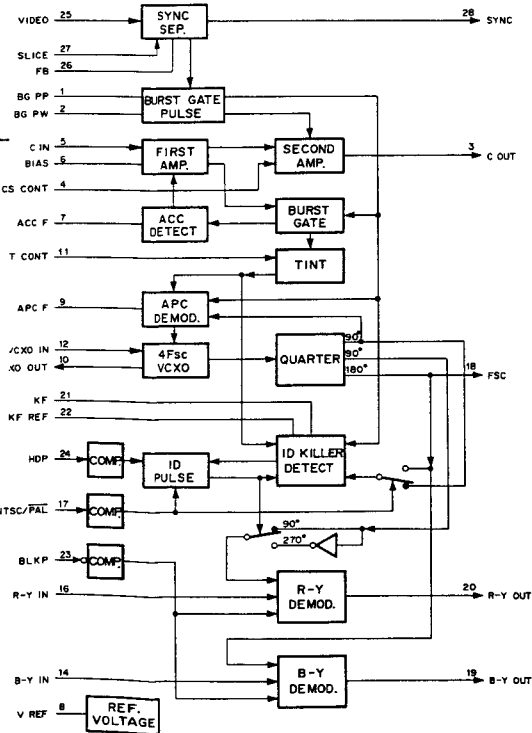 VIDEO 25 SYNC SEP. 28 SYNC
SLICE 27
FB 26
BG PP 1 BURST GATE PULSE
BG PW 2
C IN 5 FIRST AMP. SECOND AMP. 3 C OUT
BIAS 6
CS CONT 4
ACC F 7 ACC DETECT BURST GATE
T CONT 11 TINT
APC F 9 APC DEMOD.
90°
VCXO IN 12 4Fsc VCXO QUARTER 90°
XO OUT 10 180° 18 FSC
KF 21
KF REF 22
HDP 24 COMP. ID PULSE ID KILLER DETECT
NTSC/PAL 17 COMP.
90°
270°
BLKP 23 COMP.
R-Y IN 16 R-Y DEMOD. 20 R-Y OUT
B-Y IN 14 B-Y DEMOD. 19 B-Y OUT
V REF 8 REF. VOLTAGE